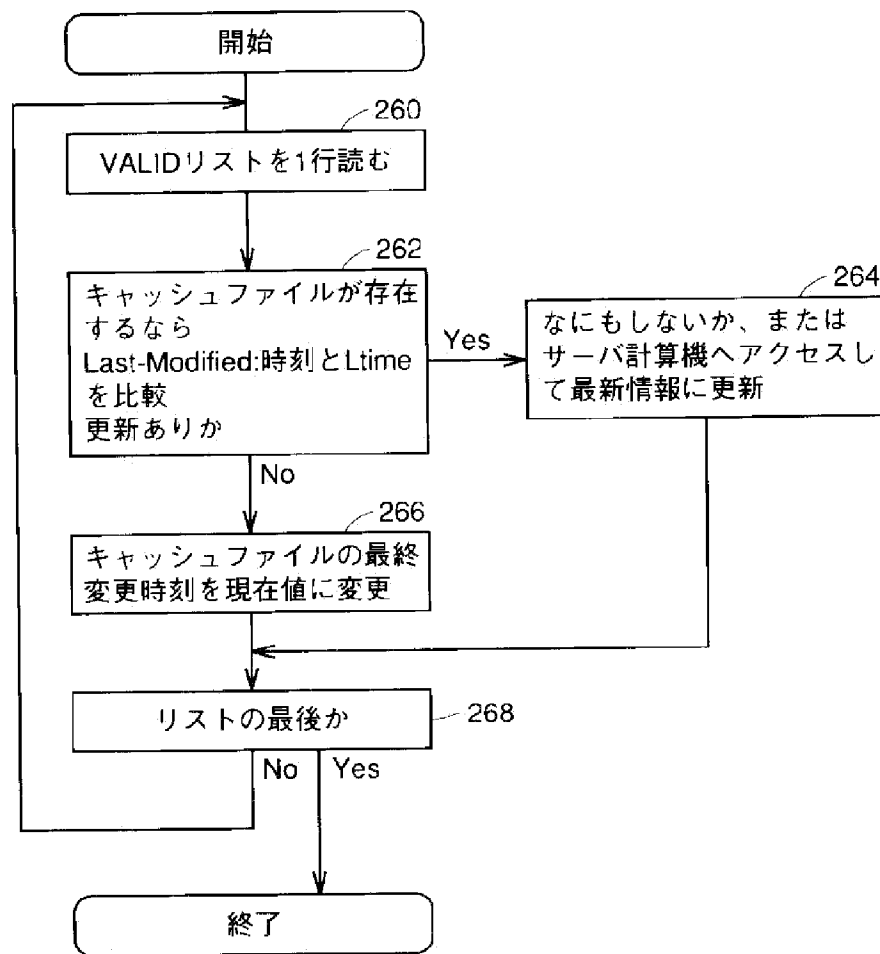 開始
260
VALIDリストを1行読む
262
キャッシュファイルが存在
するなら
Last-Modified:時刻とLtime
を比較
更新ありか
Yes
264
なにもしないか、または
サーバ計算機へアクセスし
て最新情報に更新
No
266
キャッシュファイルの最終
変更時刻を現在値に変更
リストの最後か
268
No
Yes
終了